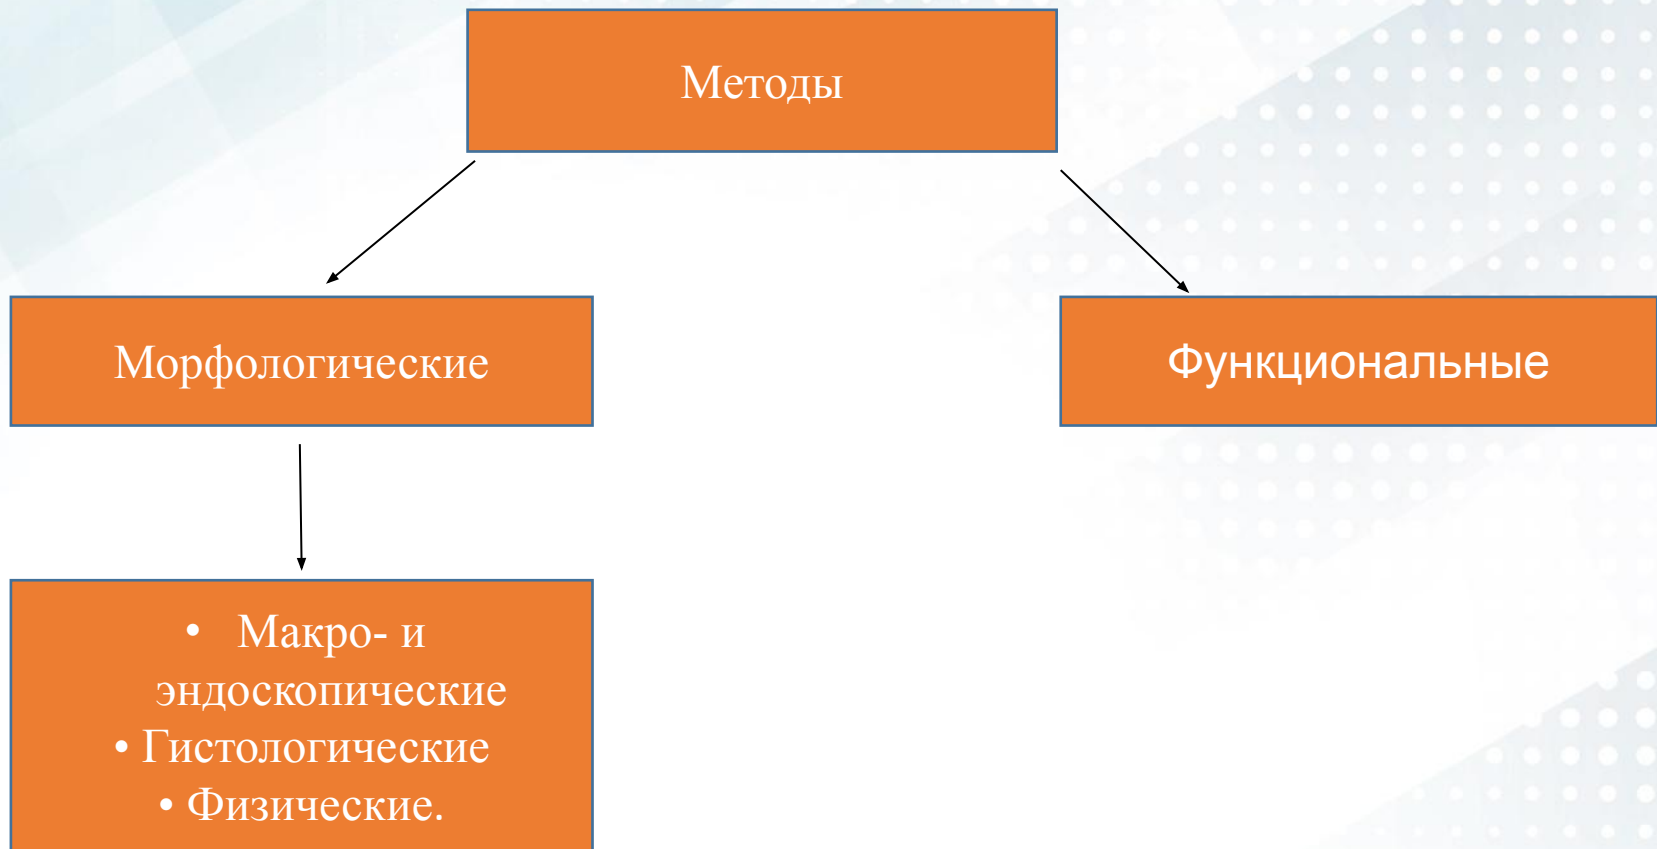 Методы
Морфологические
Функциональные
• Макро- и
эндоскопические
• Гистологические
• Физические.